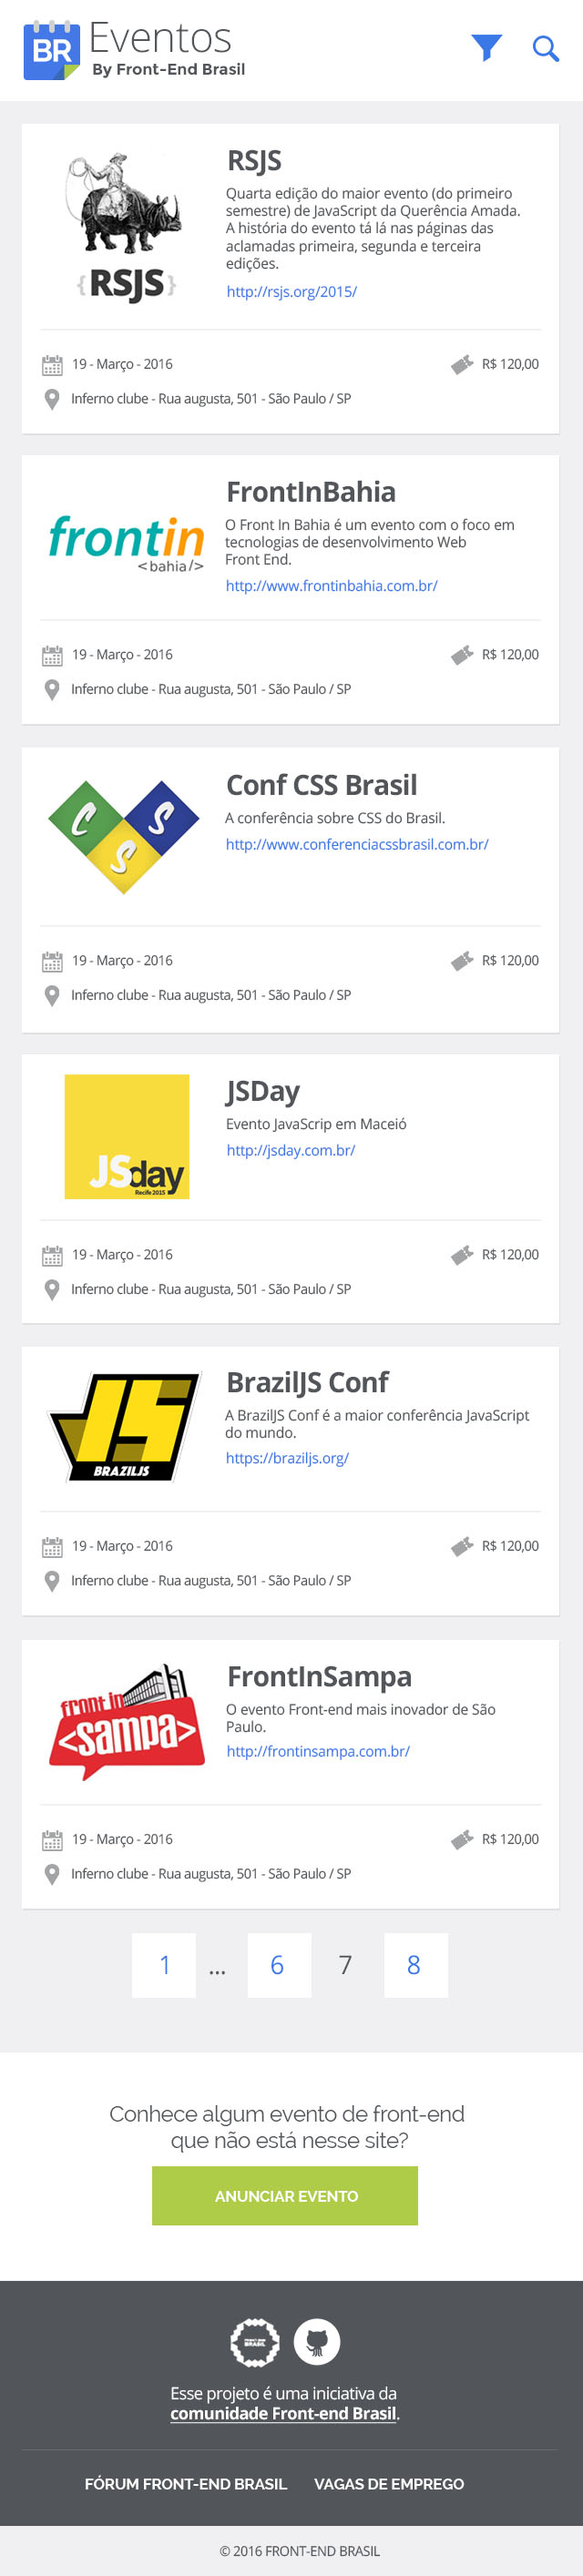 BR Eventos
By Front-End Brasil
RSJS
Quarta edição do maior evento (do primeiro
semestre) de JavaScript da Querência Amada.
A história do evento tá lá nas páginas das
aclamadas primeira, segunda e terceira
edições.
{RSJS}
http://rsjs.org/2015/
19 - Março - 2016
R$ 120,00
Inferno clube - Rua augusta, 501 - São Paulo / SP
FrontInBahia
O Front In Bahia é um evento com o foco em
tecnologias de desenvolvimento Web
Front End.
frontin
<bahia/>
http://www.frontinbahia.com.br/
19 - Março - 2016
R$ 120,00
Inferno clube - Rua augusta, 501 - São Paulo / SP
Conf CSS Brasil
A conferência sobre CSS do Brasil.
C S
S
http://www.conferenciacssbrasil.com.br/
19 - Março - 2016
R$ 120,00
Inferno clube - Rua augusta, 501 - São Paulo / SP
JSDay
Evento JavaScrip em Maceió
http://jsday.com.br/
JSday
Recife 2015
19 - Março - 2016
R$ 120,00
Inferno clube - Rua augusta, 501 - São Paulo / SP
BrazilJS Conf
A BrazilJS Conf é a maior conferência JavaScript
do mundo.
https://braziljs.org/
JS
BRAZILJS
19 - Março - 2016
R$ 120,00
Inferno clube - Rua augusta, 501 - São Paulo / SP
FrontInSampa
O evento Front-end mais inovador de São
Paulo.
front in
<sampa>
http://frontinsampa.com.br/
19 - Março - 2016
R$ 120,00
Inferno clube - Rua augusta, 501 - São Paulo / SP
1 ... 6 7 8
Conhece algum evento de front-end
que não está nesse site?
ANUNCIAR EVENTO
FRONT-END
BRASIL
Esse projeto é uma iniciativa da
comunidade Front-end Brasil.
FÓRUM FRONT-END BRASIL
VAGAS DE EMPREGO
© 2016 FRONT-END BRASIL